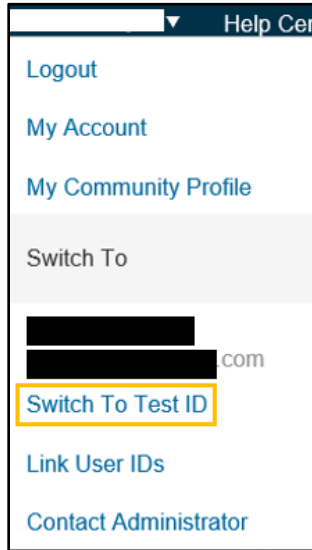 ▼ Help Cer
Logout
My Account
My Community Profile
Switch To
.com
Switch To Test ID
Link User IDs
Contact Administrator